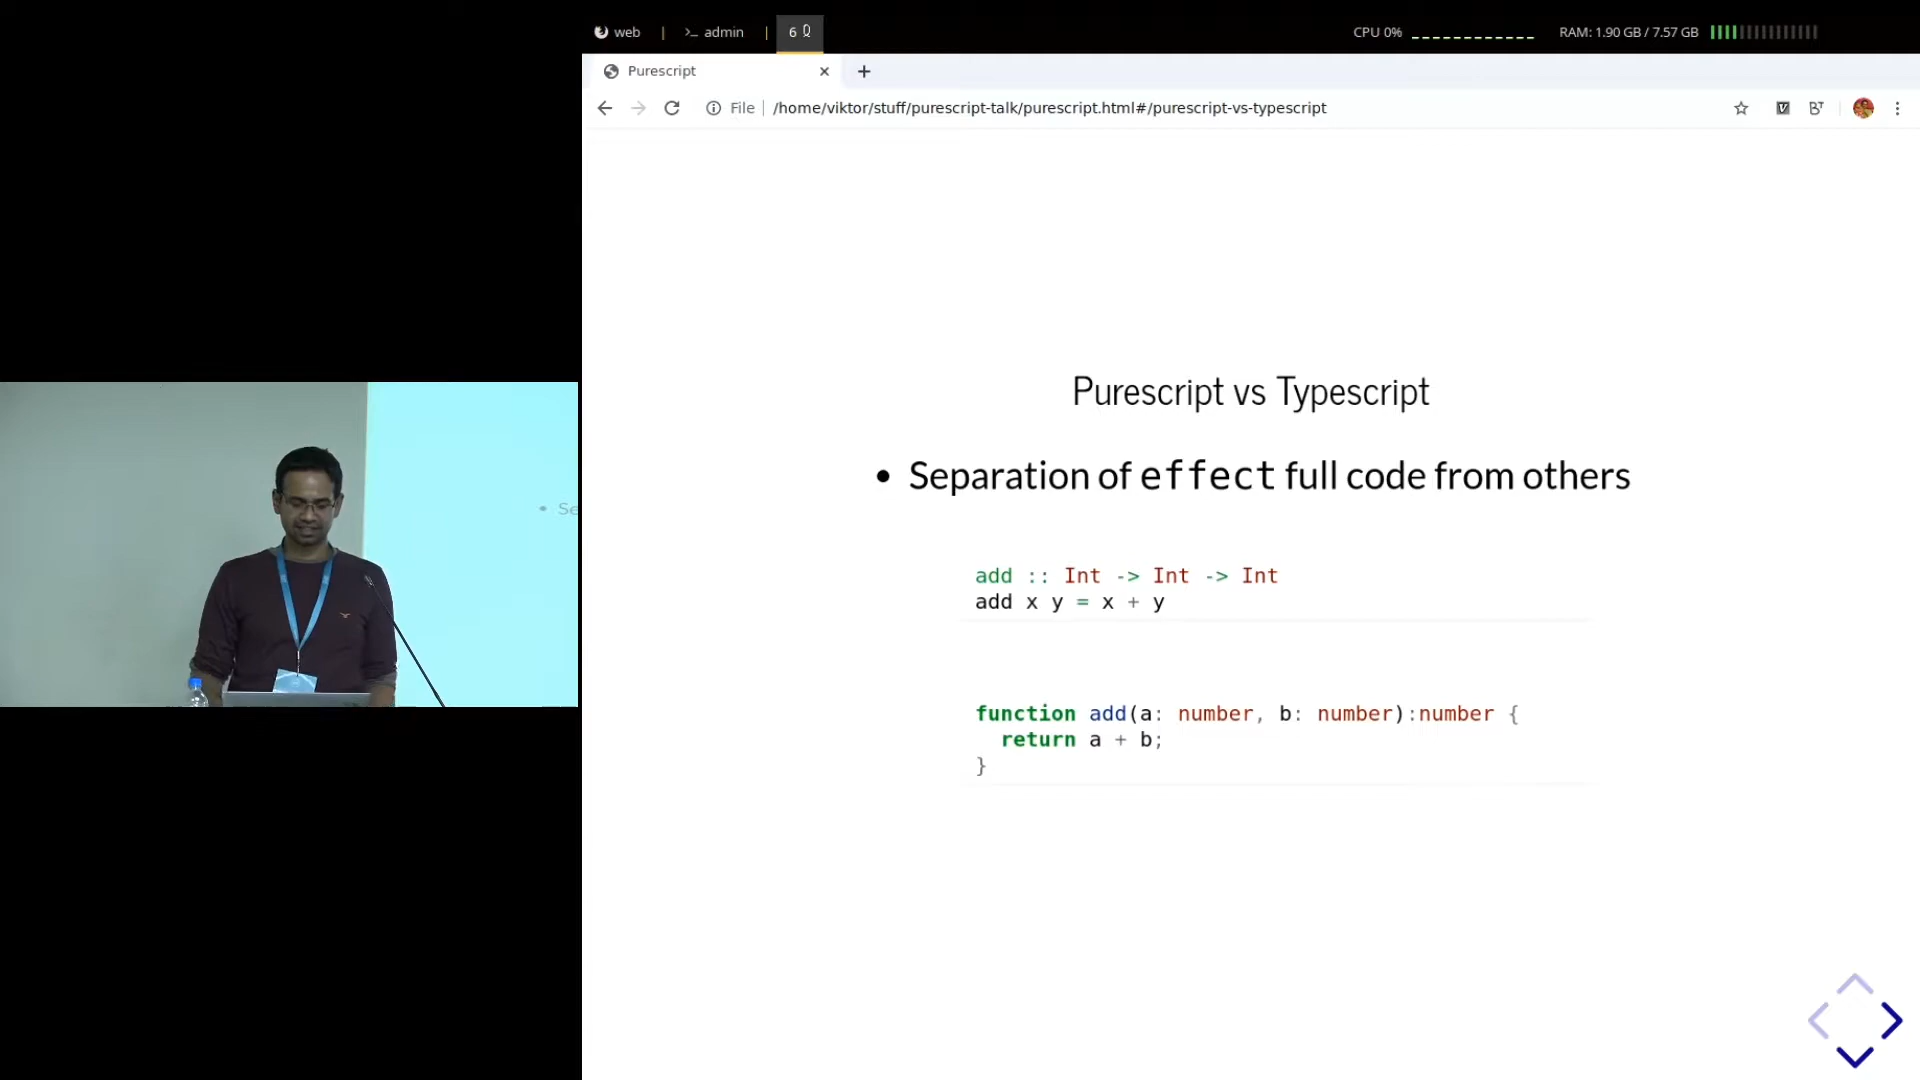 web | >_ admin | 6
CPU 0% RAM: 1.90 GB / 7.57 GB
Purescript
File /home/viktor/stuff/purescript-talk/purescript.html#/purescript-vs-typescript
Purescript vs Typescript
• Separation of effect full code from others
• Se
add :: Int -> Int -> Int
add x y = x + y
function add(a: number, b: number):number {
return a + b;
}